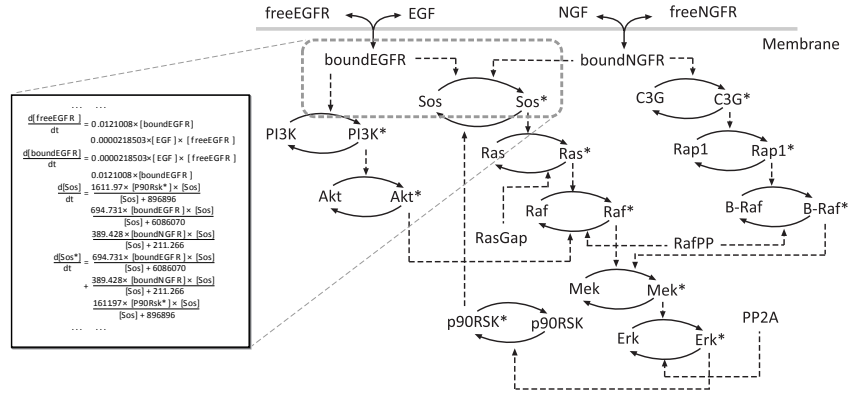 freeEGFR EGF NGF freeNGFR
Membrane
boundEGFR boundNGFR
Sos Sos* C3G C3G*
PI3K PI3K* Ras Ras* Rap1 Rap1*
Akt Akt* Raf Raf* B-Raf B-Raf*
RasGap RafPP
Mek Mek*
p90RSK* p90RSK PP2A
Erk Erk*
... ...
d[freeEGFR ]
dt
= 0.0121008×[boundEGFR]
0.0000218503×[EGF]×[freeEGFR ]
d[boundEGFR]
dt
= 0.0000218503×[EGF]×[freeEGFR ]
0.0121008×[boundEGFR]
d[Sos]
dt
= 1611.97×[P90Rsk*]×[Sos]
[Sos] + 896896
694.731×[boundEGFR]×[Sos]
[Sos] + 6086070
389.428×[boundNGFR]×[Sos]
[Sos] + 211.266
d[Sos*]
dt
= 694.731×[boundEGFR]×[Sos]
[Sos] + 6086070
+ 389.428×[boundNGFR]×[Sos]
[Sos] + 211.266
161197×[P90Rsk*]×[Sos]
[Sos] + 896896
... ...